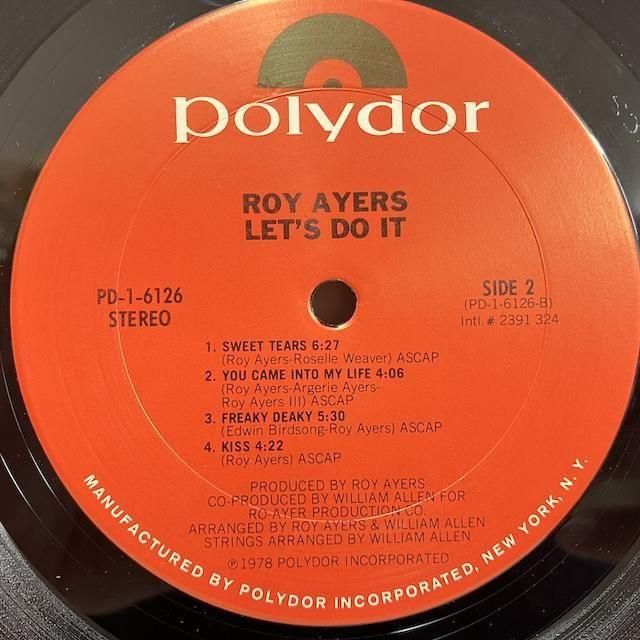 polydor
ROY AYERS
LET'S DO IT
PD-1-6126
STEREO
SIDE 2
(PD-1-6126-B)
Intl.# 2391 324
1. SWEET TEARS 6:27
(Roy Ayers-Roselle Weaver) ASCAP
2. YOU CAME INTO MY LIFE 4:06
(Roy Ayers-Argerie Ayers-
Roy Ayers III) ASCAP
3. FREAKY DEAKY 5:30
(Edwin Birdsong-Roy Ayers) ASCAP
4. KISS 4:22
(Roy Ayers) ASCAP
PRODUCED BY ROY AYERS
CO-PRODUCED BY WILLIAM ALLEN FOR
RO-AYER PRODUCTION CO.
ARRANGED BY ROY AYERS & WILLIAM ALLEN
STRINGS ARRANGED BY WILLIAM ALLEN
℗1978 POLYDOR INCORPORATED
MANUFACTURED BY POLYDOR INCORPORATED, NEW YORK, N. Y.